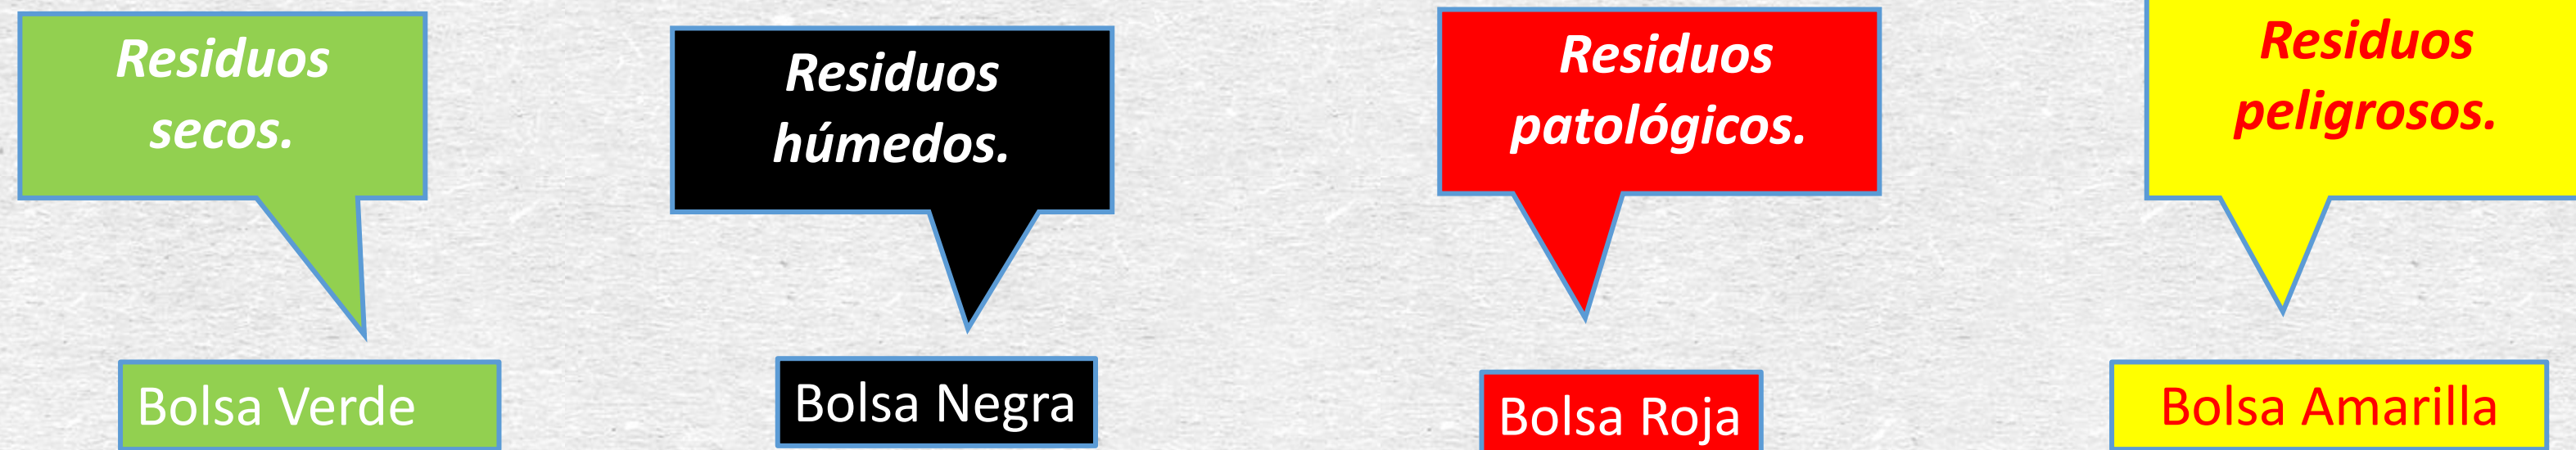 Residuos
secos.
Residuos
húmedos.
Residuos
patológicos.
Residuos
peligrosos.
Bolsa Verde
Bolsa Negra
Bolsa Roja
Bolsa Amarilla